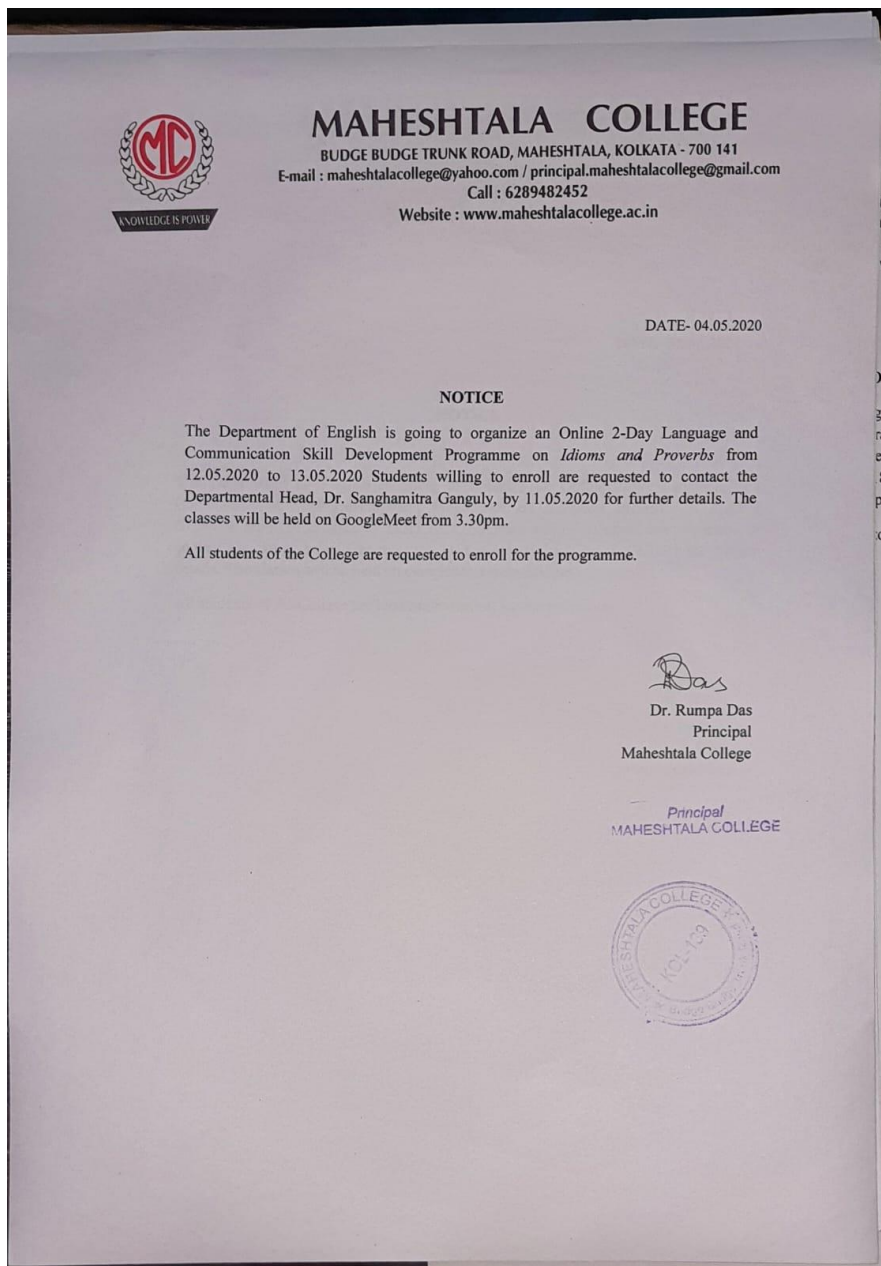 MC
KNOWLEDGE IS POWER
MAHESHTALA COLLEGE
BUDGE BUDGE TRUNK ROAD, MAHESHTALA, KOLKATA - 700 141
E-mail : maheshtalacollege@yahoo.com / principal.maheshtalacollege@gmail.com
Call : 6289482452
Website : www.maheshtalacollege.ac.in
DATE- 04.05.2020
NOTICE
The Department of English is going to organize an Online 2-Day Language and
Communication Skill Development Programme on Idioms and Proverbs from
12.05.2020 to 13.05.2020 Students willing to enroll are requested to contact the
Departmental Head, Dr. Sanghamitra Ganguly, by 11.05.2020 for further details. The
classes will be held on GoogleMeet from 3.30pm.
All students of the College are requested to enroll for the programme.
RDas
Dr. Rumpa Das
Principal
Maheshtala College
Principal
MAHESHTALA COLLEGE
MAHESHTALA COLLEGE